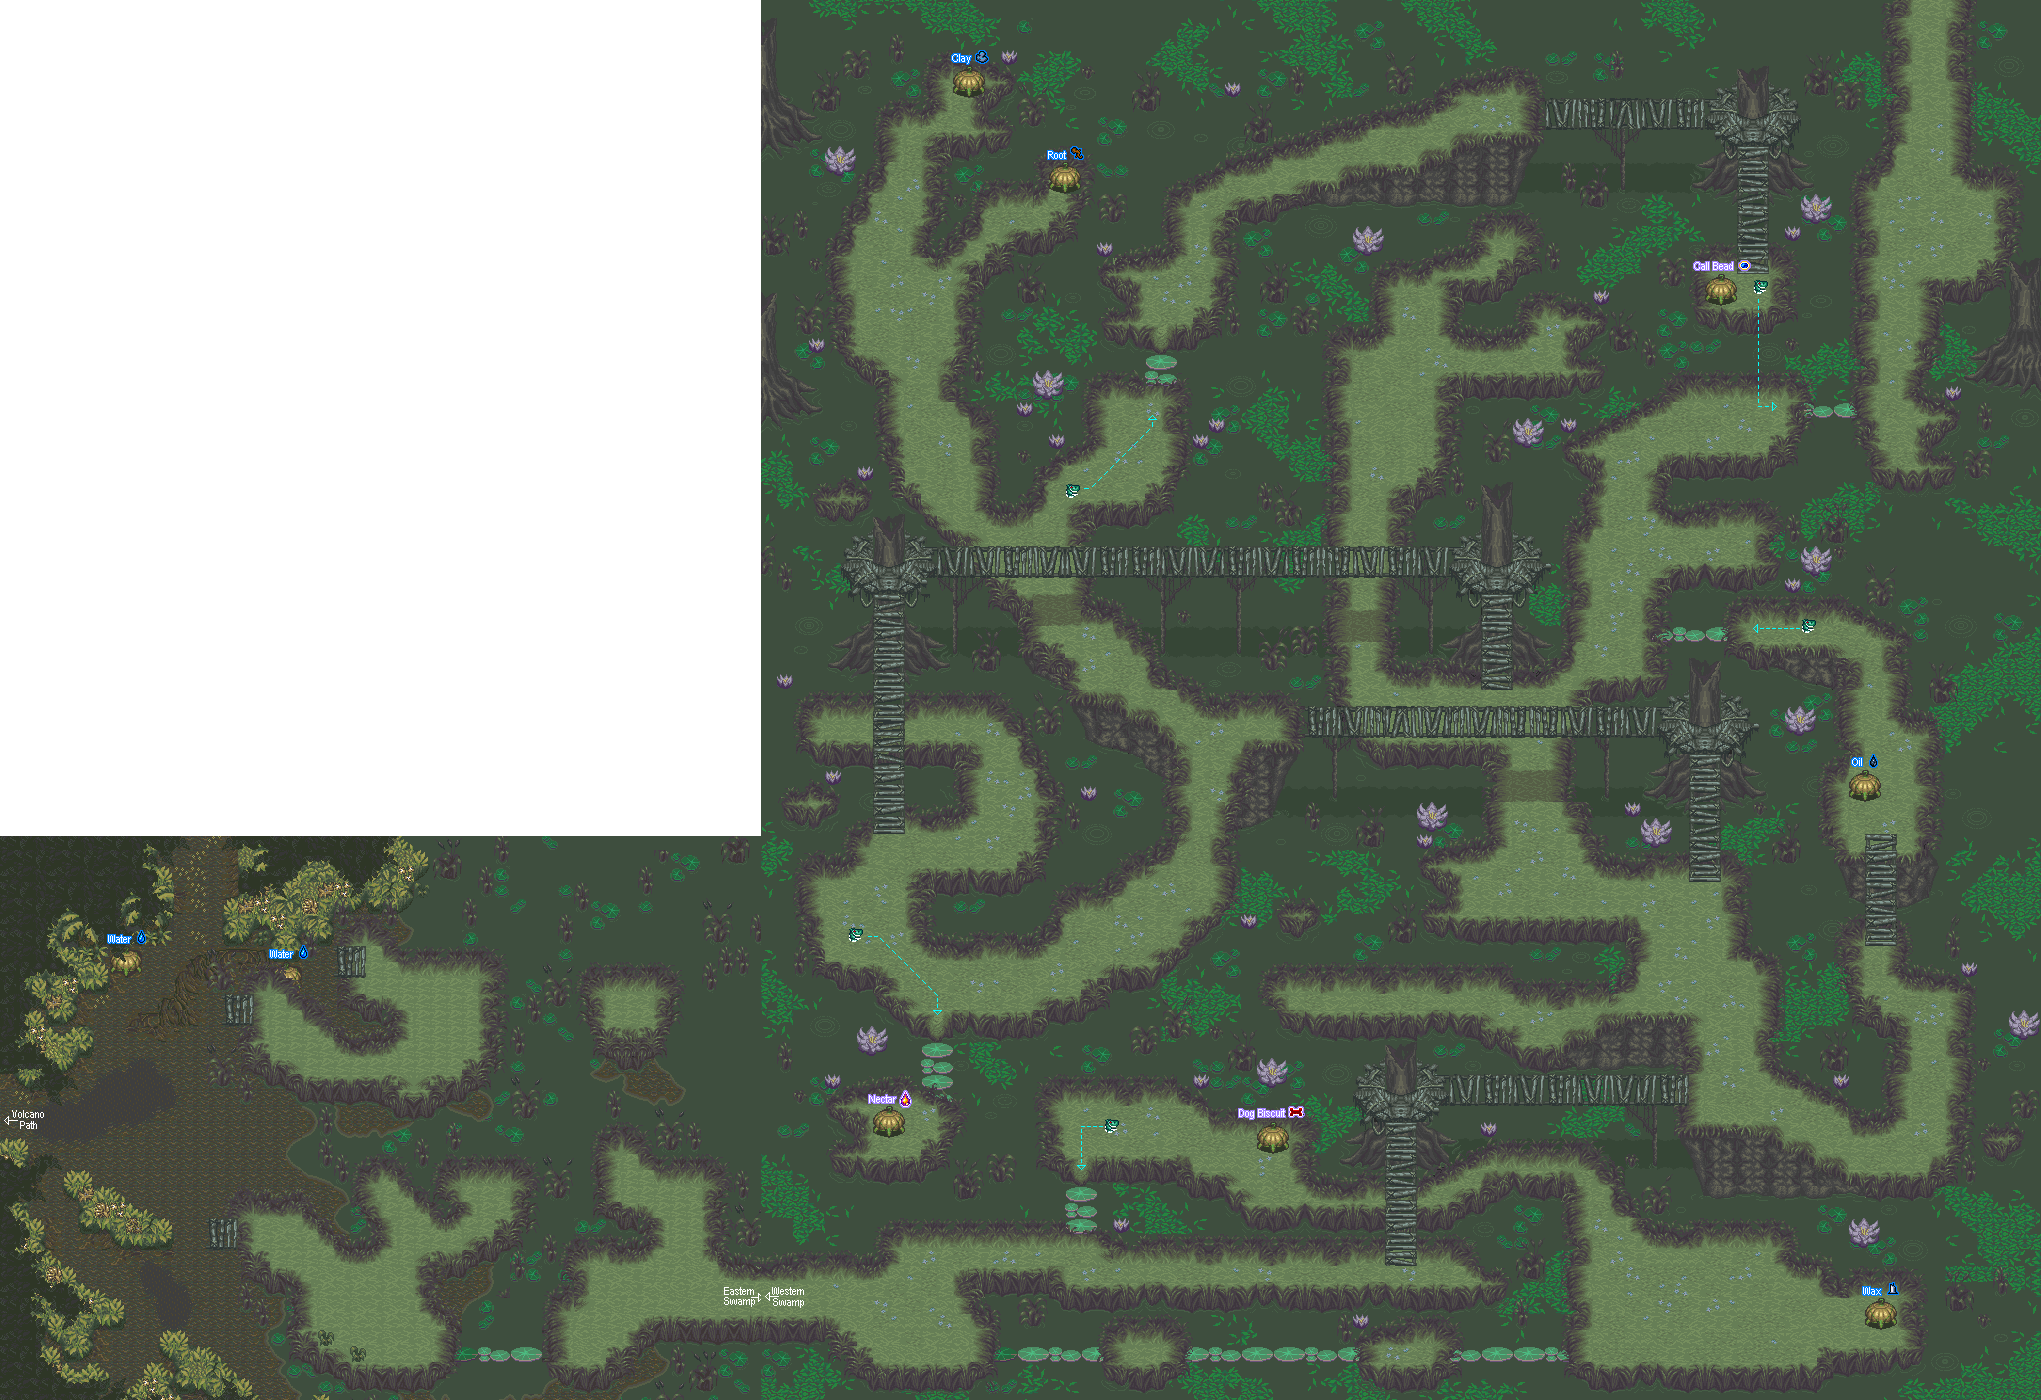 Clay
Root
Call Bead
Oil
Water
Water
Nectar
Dog Biscuit
Volcano
Path
Eastern
Swamp
Western
Swamp
Wax